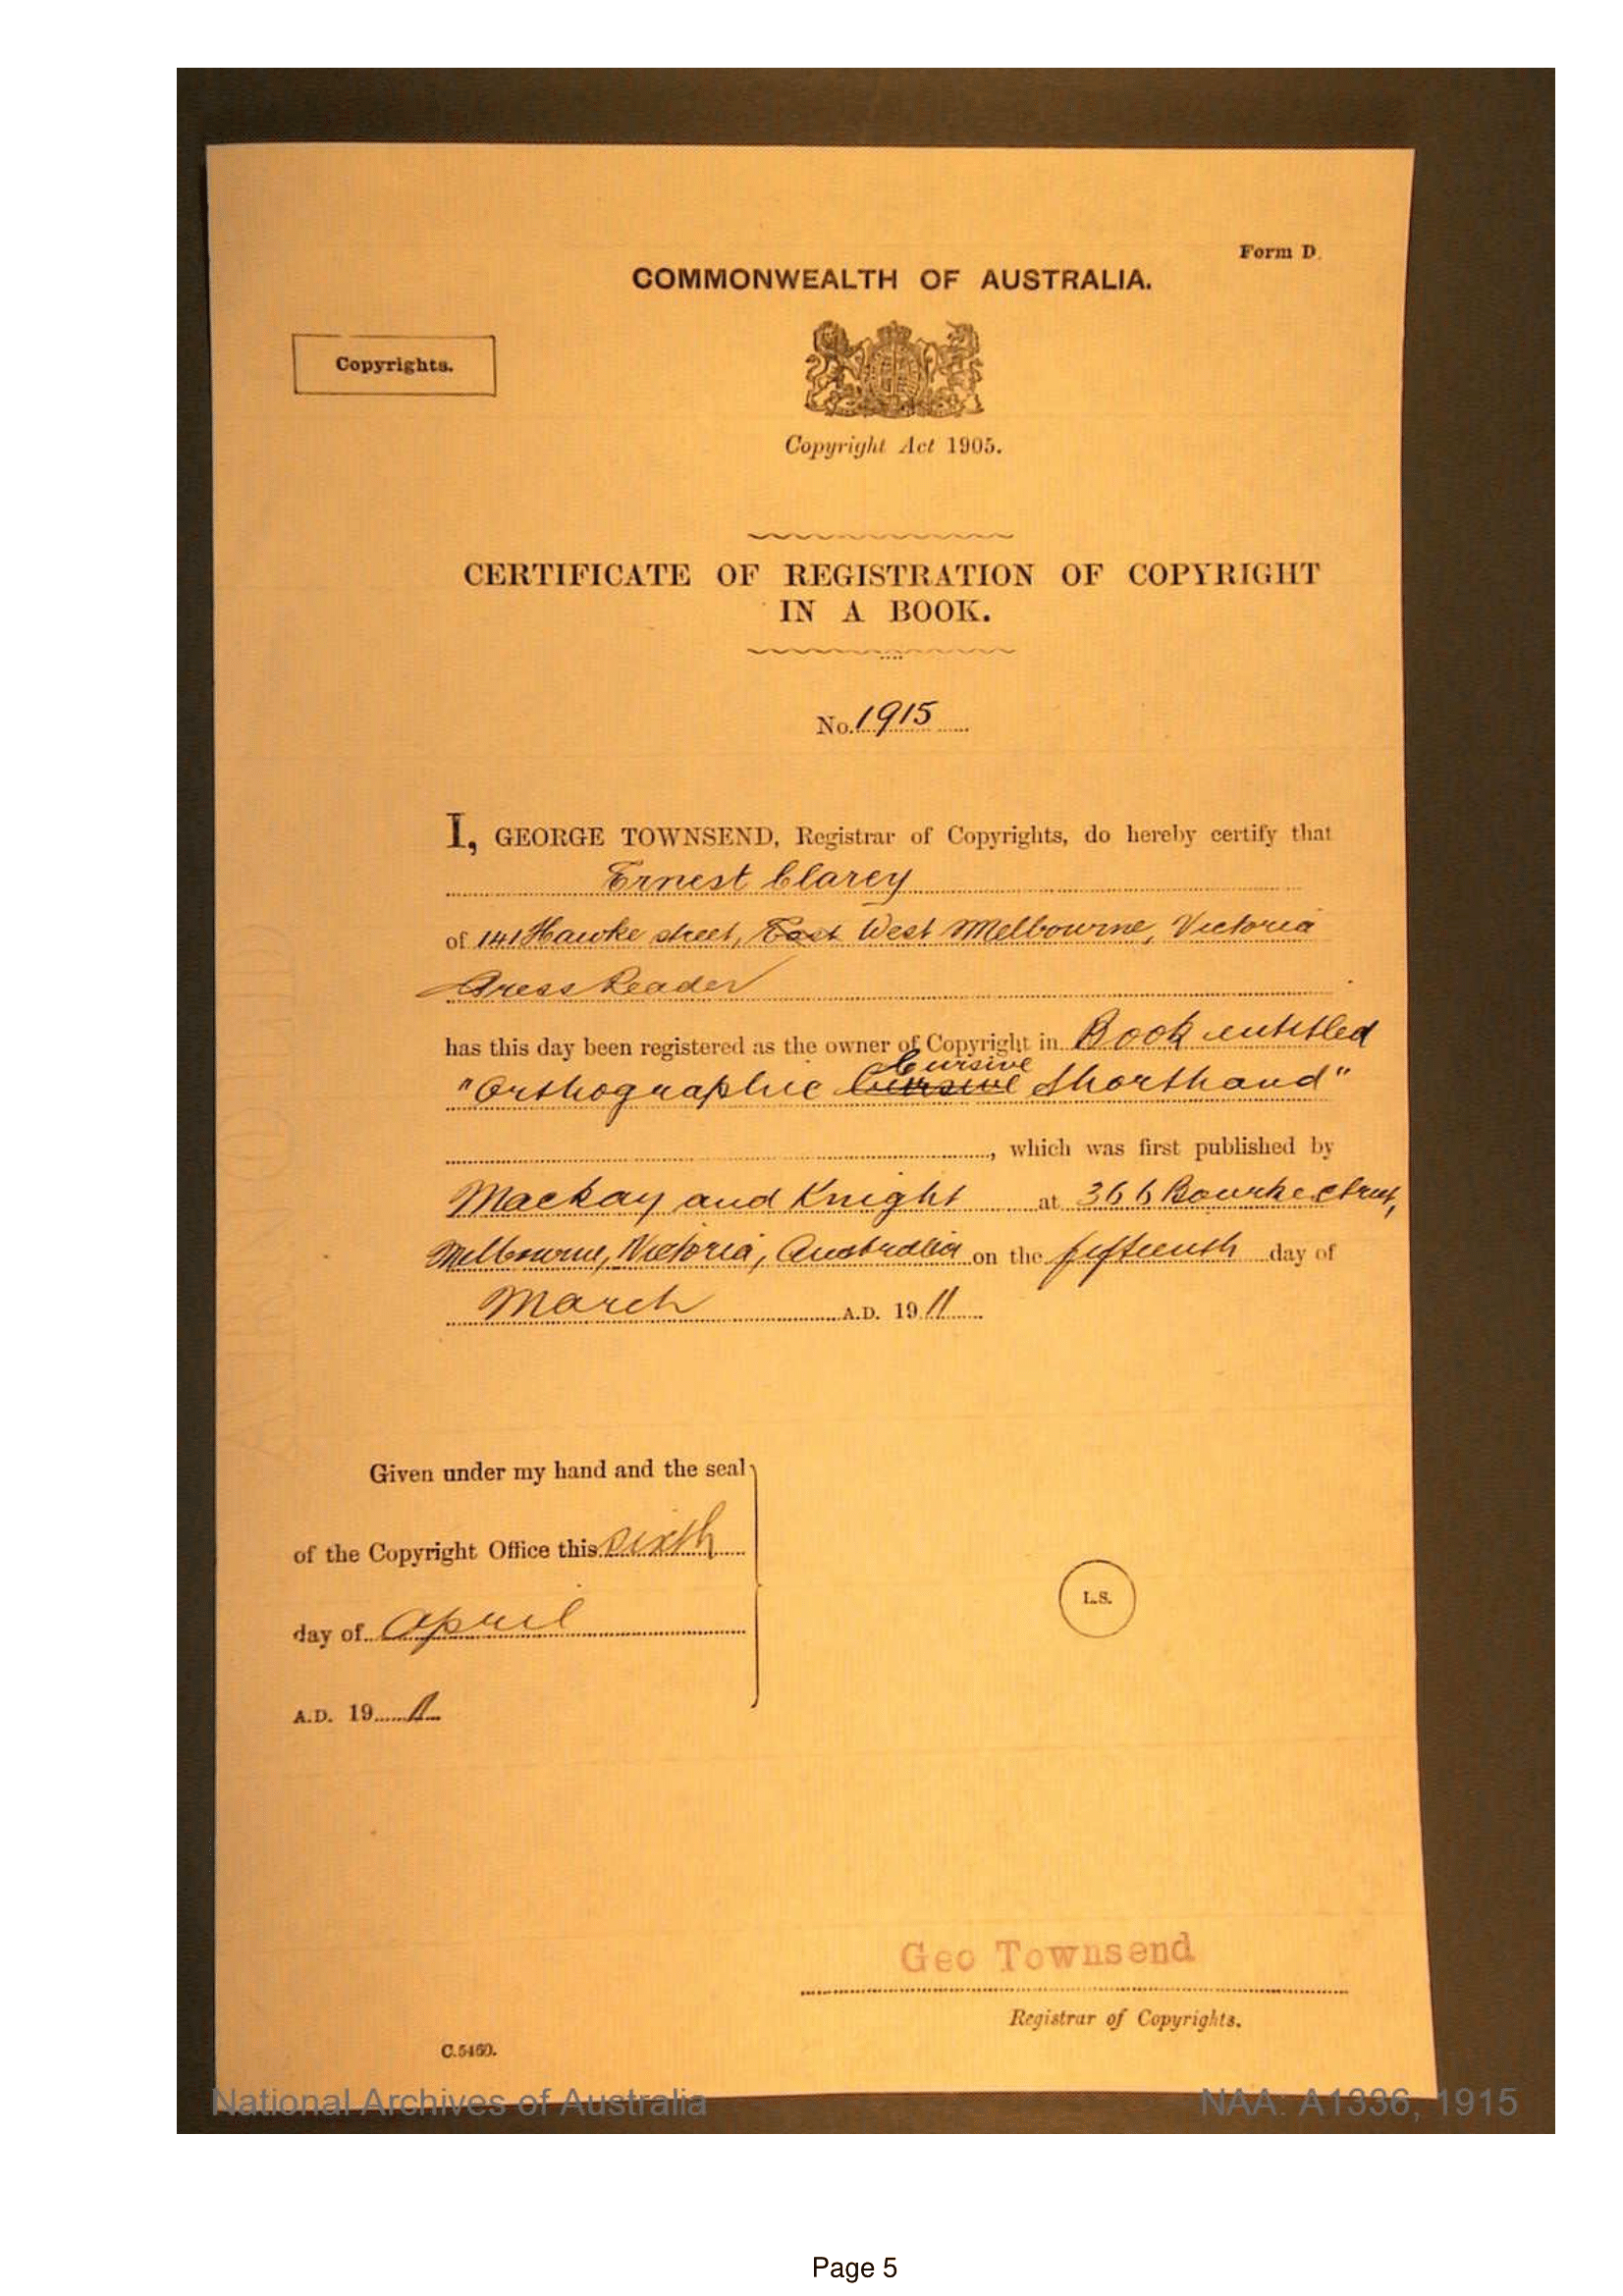 Form D.
COMMONWEALTH OF AUSTRALIA.
Copyrights.
Copyright Act 1905.
CERTIFICATE OF REGISTRATION OF COPYRIGHT
IN A BOOK.
No. 1915
I, GEORGE TOWNSEND, Registrar of Copyrights, do hereby certify that
Ernest Clarey
of 141 Hawke street, East West Melbourne, Victoria
Press Reader
has this day been registered as the owner of Copyright in Book entitled
Cursive
"Orthographic Cursive Shorthand"
, which was first published by
Mackay and Knight at 366 Bourke street,
Melbourne, Victoria, Australia on the fifteenth day of
March A.D. 1911
Given under my hand and the seal
of the Copyright Office this sixth
day of April
A.D. 19 11
L.S.
Geo Townsend
Registrar of Copyrights.
C.5460.
National Archives of Australia NAA: A1336, 1915
Page 5